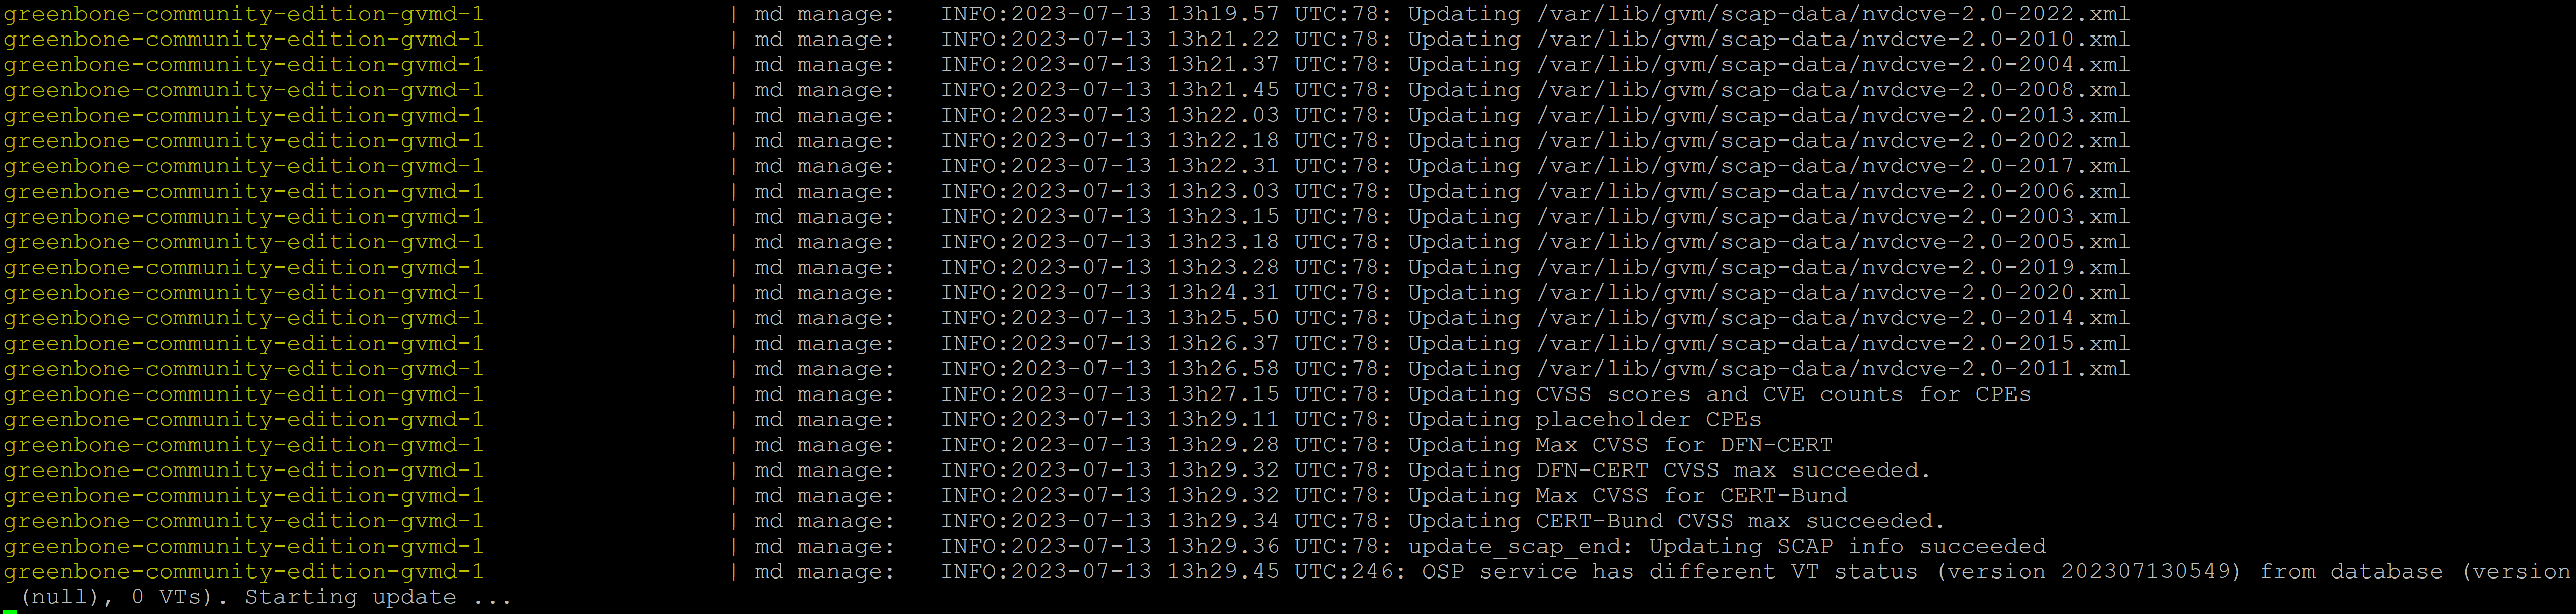 greenbone-community-edition-gvmd-1 | md manage: INFO:2023-07-13 13h19.57 UTC:78: Updating /var/lib/gvm/scap-data/nvdcve-2.0-2022.xml
greenbone-community-edition-gvmd-1 | md manage: INFO:2023-07-13 13h21.22 UTC:78: Updating /var/lib/gvm/scap-data/nvdcve-2.0-2010.xml
greenbone-community-edition-gvmd-1 | md manage: INFO:2023-07-13 13h21.37 UTC:78: Updating /var/lib/gvm/scap-data/nvdcve-2.0-2004.xml
greenbone-community-edition-gvmd-1 | md manage: INFO:2023-07-13 13h21.45 UTC:78: Updating /var/lib/gvm/scap-data/nvdcve-2.0-2008.xml
greenbone-community-edition-gvmd-1 | md manage: INFO:2023-07-13 13h22.03 UTC:78: Updating /var/lib/gvm/scap-data/nvdcve-2.0-2013.xml
greenbone-community-edition-gvmd-1 | md manage: INFO:2023-07-13 13h22.18 UTC:78: Updating /var/lib/gvm/scap-data/nvdcve-2.0-2002.xml
greenbone-community-edition-gvmd-1 | md manage: INFO:2023-07-13 13h22.31 UTC:78: Updating /var/lib/gvm/scap-data/nvdcve-2.0-2017.xml
greenbone-community-edition-gvmd-1 | md manage: INFO:2023-07-13 13h23.03 UTC:78: Updating /var/lib/gvm/scap-data/nvdcve-2.0-2006.xml
greenbone-community-edition-gvmd-1 | md manage: INFO:2023-07-13 13h23.15 UTC:78: Updating /var/lib/gvm/scap-data/nvdcve-2.0-2003.xml
greenbone-community-edition-gvmd-1 | md manage: INFO:2023-07-13 13h23.18 UTC:78: Updating /var/lib/gvm/scap-data/nvdcve-2.0-2005.xml
greenbone-community-edition-gvmd-1 | md manage: INFO:2023-07-13 13h23.28 UTC:78: Updating /var/lib/gvm/scap-data/nvdcve-2.0-2019.xml
greenbone-community-edition-gvmd-1 | md manage: INFO:2023-07-13 13h24.31 UTC:78: Updating /var/lib/gvm/scap-data/nvdcve-2.0-2020.xml
greenbone-community-edition-gvmd-1 | md manage: INFO:2023-07-13 13h25.50 UTC:78: Updating /var/lib/gvm/scap-data/nvdcve-2.0-2014.xml
greenbone-community-edition-gvmd-1 | md manage: INFO:2023-07-13 13h26.37 UTC:78: Updating /var/lib/gvm/scap-data/nvdcve-2.0-2015.xml
greenbone-community-edition-gvmd-1 | md manage: INFO:2023-07-13 13h26.58 UTC:78: Updating /var/lib/gvm/scap-data/nvdcve-2.0-2011.xml
greenbone-community-edition-gvmd-1 | md manage: INFO:2023-07-13 13h27.15 UTC:78: Updating CVSS scores and CVE counts for CPEs
greenbone-community-edition-gvmd-1 | md manage: INFO:2023-07-13 13h29.11 UTC:78: Updating placeholder CPEs
greenbone-community-edition-gvmd-1 | md manage: INFO:2023-07-13 13h29.28 UTC:78: Updating Max CVSS for DFN-CERT
greenbone-community-edition-gvmd-1 | md manage: INFO:2023-07-13 13h29.32 UTC:78: Updating DFN-CERT CVSS max succeeded.
greenbone-community-edition-gvmd-1 | md manage: INFO:2023-07-13 13h29.32 UTC:78: Updating Max CVSS for CERT-Bund
greenbone-community-edition-gvmd-1 | md manage: INFO:2023-07-13 13h29.34 UTC:78: Updating CERT-Bund CVSS max succeeded.
greenbone-community-edition-gvmd-1 | md manage: INFO:2023-07-13 13h29.36 UTC:78: update_scap_end: Updating SCAP info succeeded
greenbone-community-edition-gvmd-1 | md manage: INFO:2023-07-13 13h29.45 UTC:246: OSP service has different VT status (version 202307130549) from database (version
(null), 0 VTs). Starting update ...